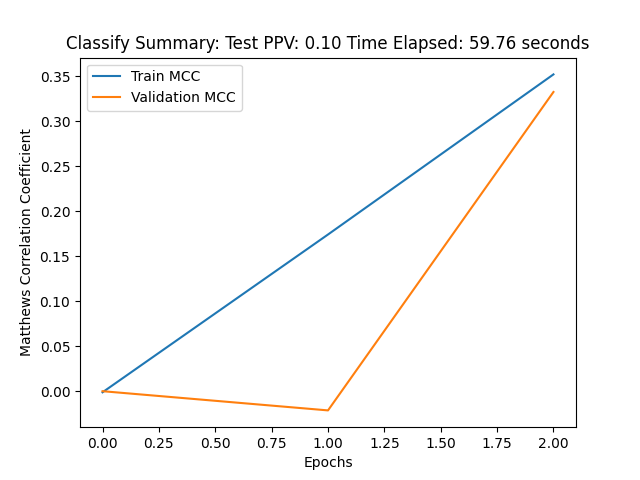 Classify Summary: Test PPV: 0.10 Time Elapsed: 59.76 seconds
Train MCC
Validation MCC
Matthews Correlation Coefficient
0.35
0.30
0.25
0.20
0.15
0.10
0.05
0.00
0.00 0.25 0.50 0.75 1.00 1.25 1.50 1.75 2.00
Epochs